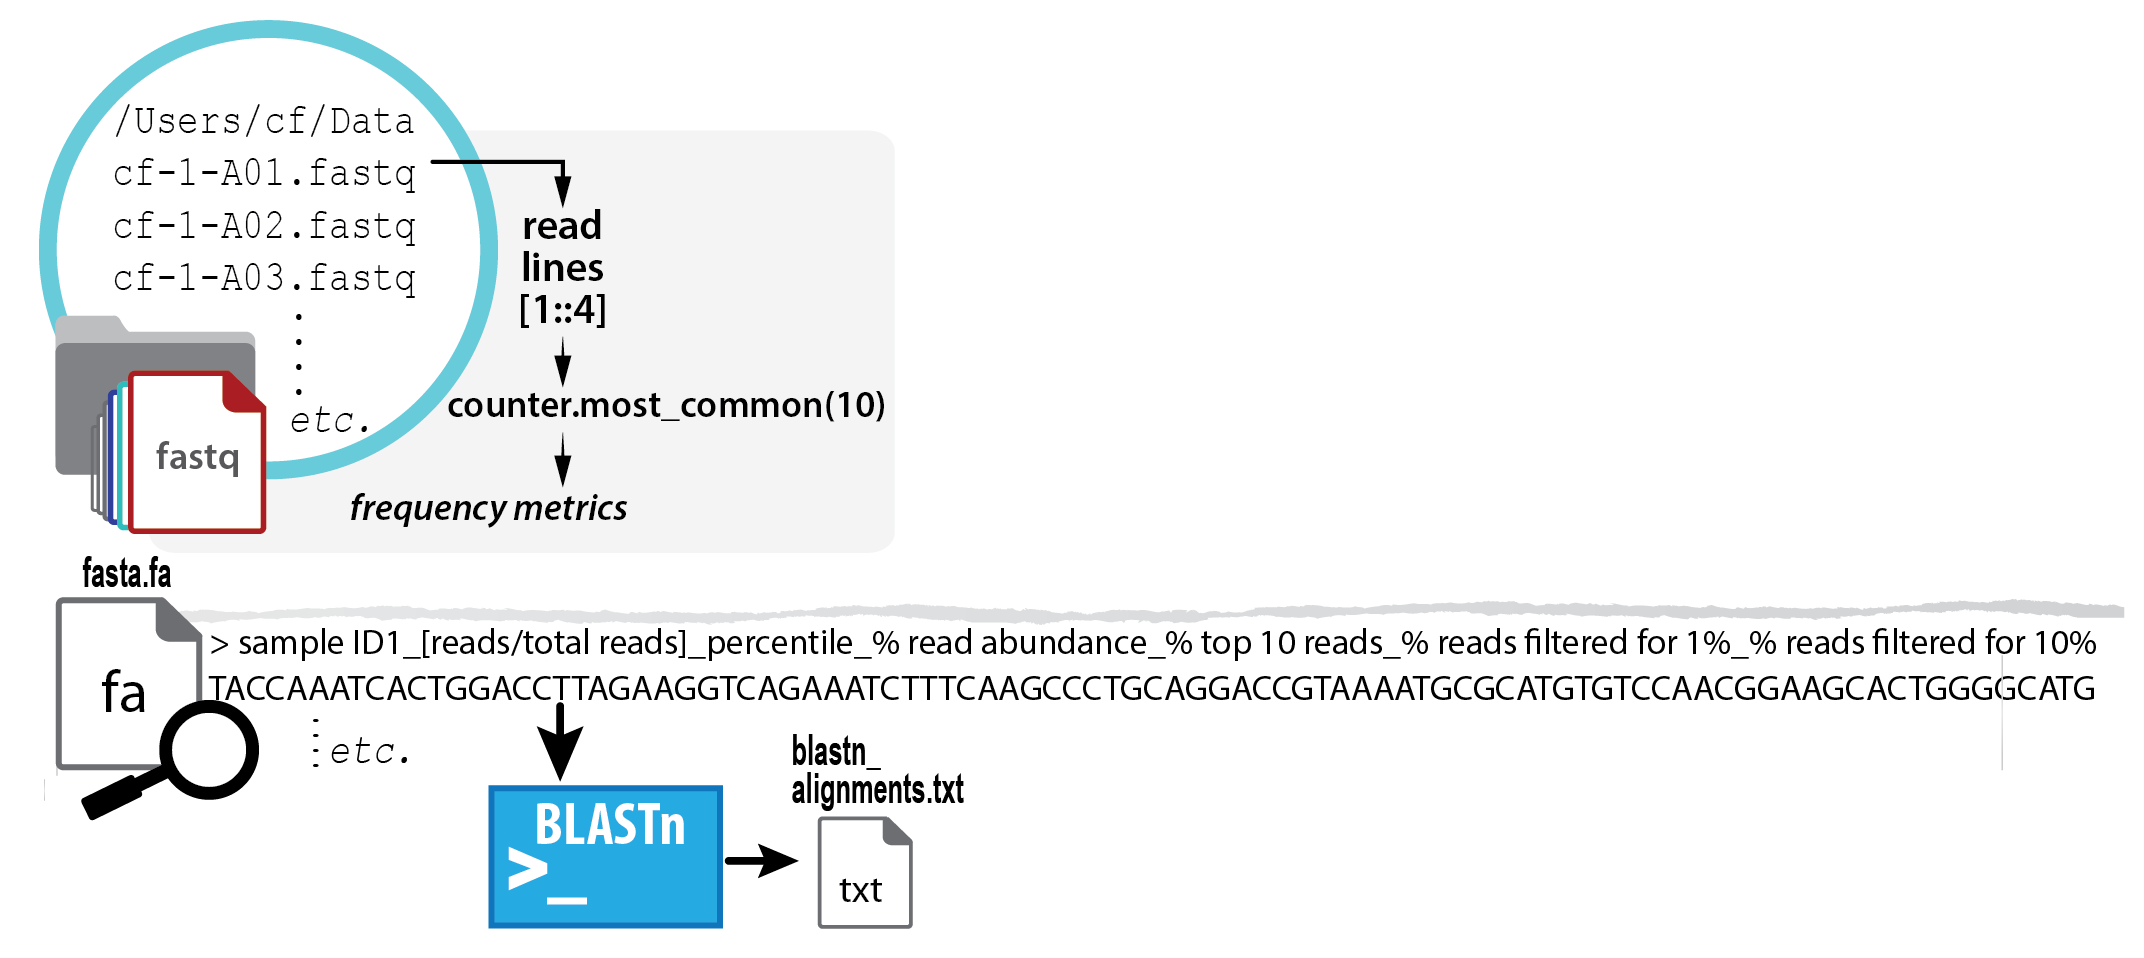 /Users/cf/Data
cf-1-A01.fastq
cf-1-A02.fastq
cf-1-A03.fastq
etc.
fastq
read
lines
[1::4]
counter.most_common(10)
frequency metrics
fasta.fa
fa
> sample ID1_[reads/total reads]_percentile_% read abundance_% top 10 reads_% reads filtered for 1%_% reads filtered for 10%
TACCAAATCACTGGACCTTAGAAGGTCAGAAATCTTTCAAGCCCTGCAGGACCGTAAAATGCGCATGTGTCCAACGGAAGCACTGGGGCATG
etc.
BLASTn
>_
blastn_
alignments.txt
txt